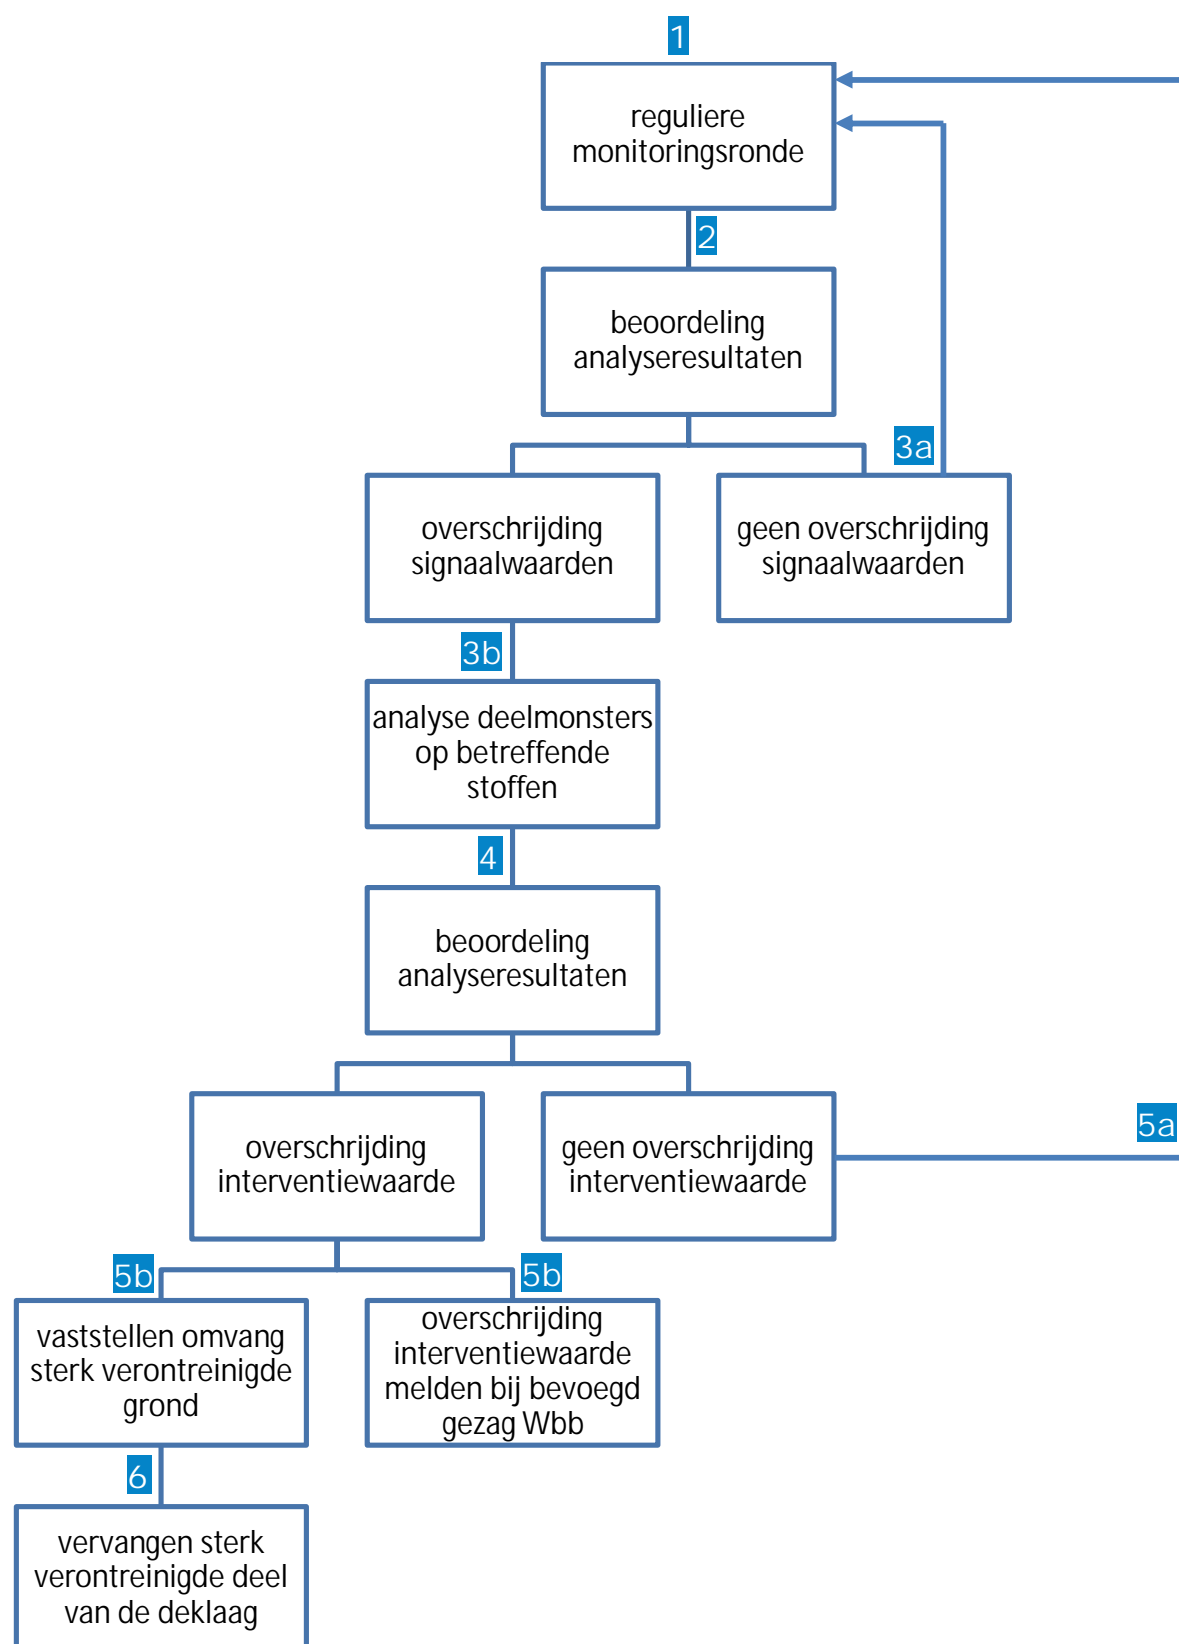 1
reguliere
monitoringsronde
2
beoordeling
analyseresultaten
3a
overschrijding
signaalwaarden
geen overschrijding
signaalwaarden
3b
analyse deelmonsters
op betreffende
stoffen
4
beoordeling
analyseresultaten
overschrijding
interventiewaarde
geen overschrijding
interventiewaarde
5a
5b
5b
vaststellen omvang
sterk verontreinigde
grond
overschrijding
interventiewaarde
melden bij bevoegd
gezag Wbb
6
vervangen sterk
verontreinigde deel
van de deklaag